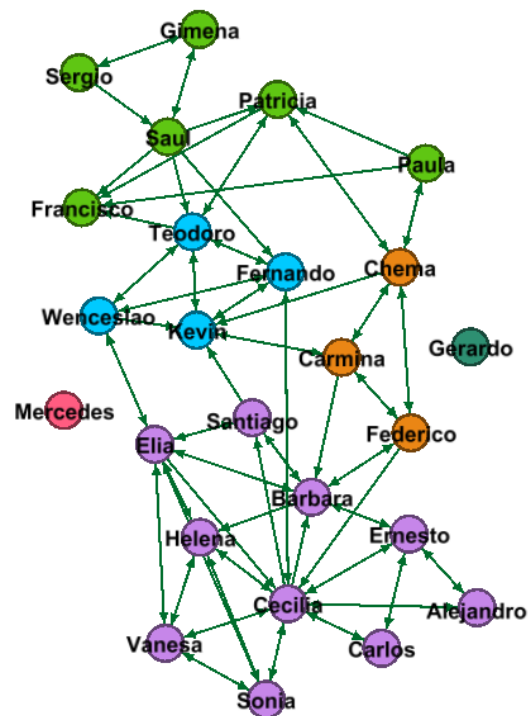 Gimena
Sergio
Patricia
Saul
Paula
Francisco
Teodoro
Fernando
Chema
Wenceslao
Kevin
Carmina
Gerardo
Mercedes
Santiago
Elia
Federico
Barbara
Helena
Ernesto
Cecilia
Alejandro
Vanesa
Carlos
Sonia